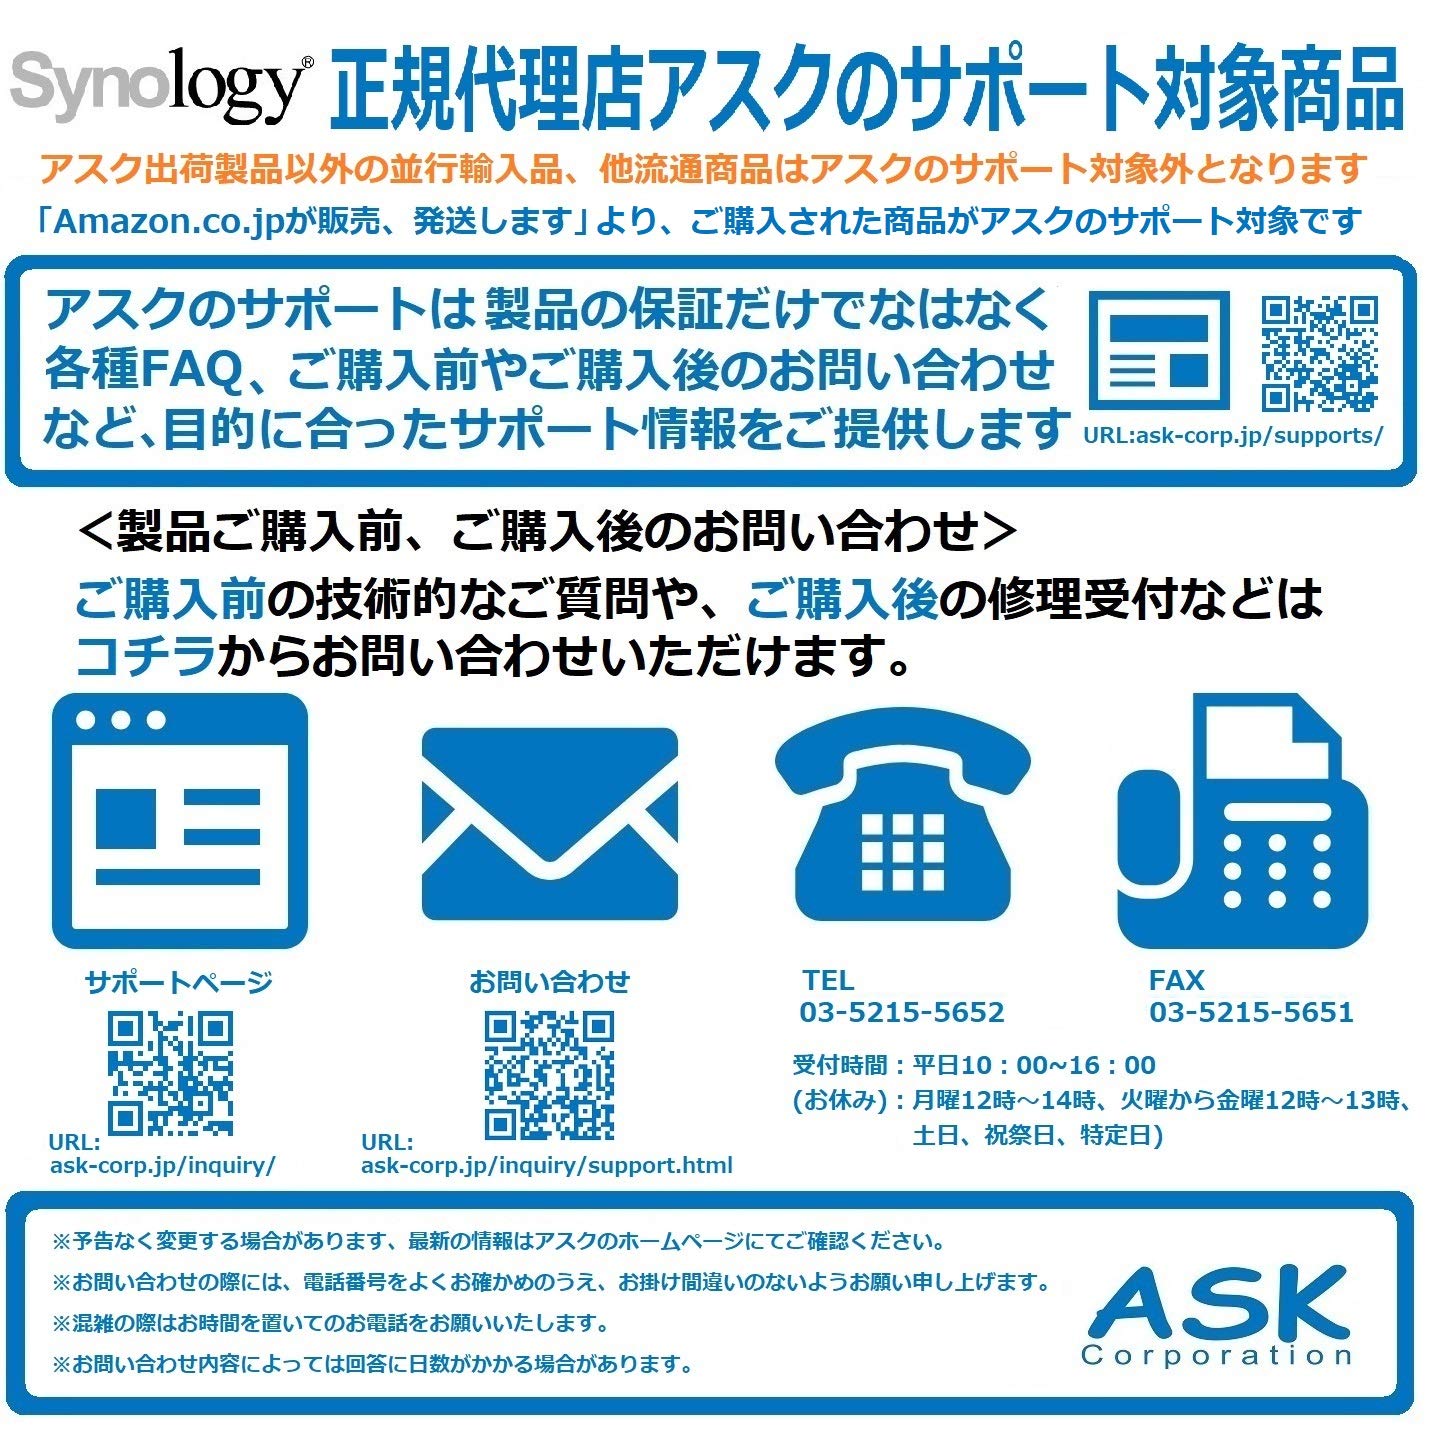 Synology® 正規代理店アスクのサポート対象商品
アスク出荷製品以外の並行輸入品、他流通商品はアスクのサポート対象外となります
「Amazon.co.jpが販売、発送します」より、ご購入された商品がアスクのサポート対象です
アスクのサポートは 製品の保証だけでなはなく
各種FAQ、ご購入前やご購入後のお問い合わせ
など、目的に合ったサポート情報をご提供します
URL:ask-corp.jp/supports/
＜製品ご購入前、ご購入後のお問い合わせ＞
ご購入前の技術的なご質問や、ご購入後の修理受付などは
コチラからお問い合わせいただけます。
サポートページ
URL:
ask-corp.jp/inquiry/
お問い合わせ
URL:
ask-corp.jp/inquiry/support.html
TEL
03-5215-5652
FAX
03-5215-5651
受付時間：平日10：00~16：00
(お休み)：月曜12時～14時、火曜から金曜12時～13時、
土日、祝祭日、特定日)
※予告なく変更する場合があります、最新の情報はアスクのホームページにてご確認ください。
※お問い合わせの際には、電話番号をよくお確かめのうえ、お掛け間違いのないようお願い申し上げます。
※混雑の際はお時間を置いてのお電話をお願いいたします。
※お問い合わせ内容によっては回答に日数がかかる場合があります。
ASK
Corporation